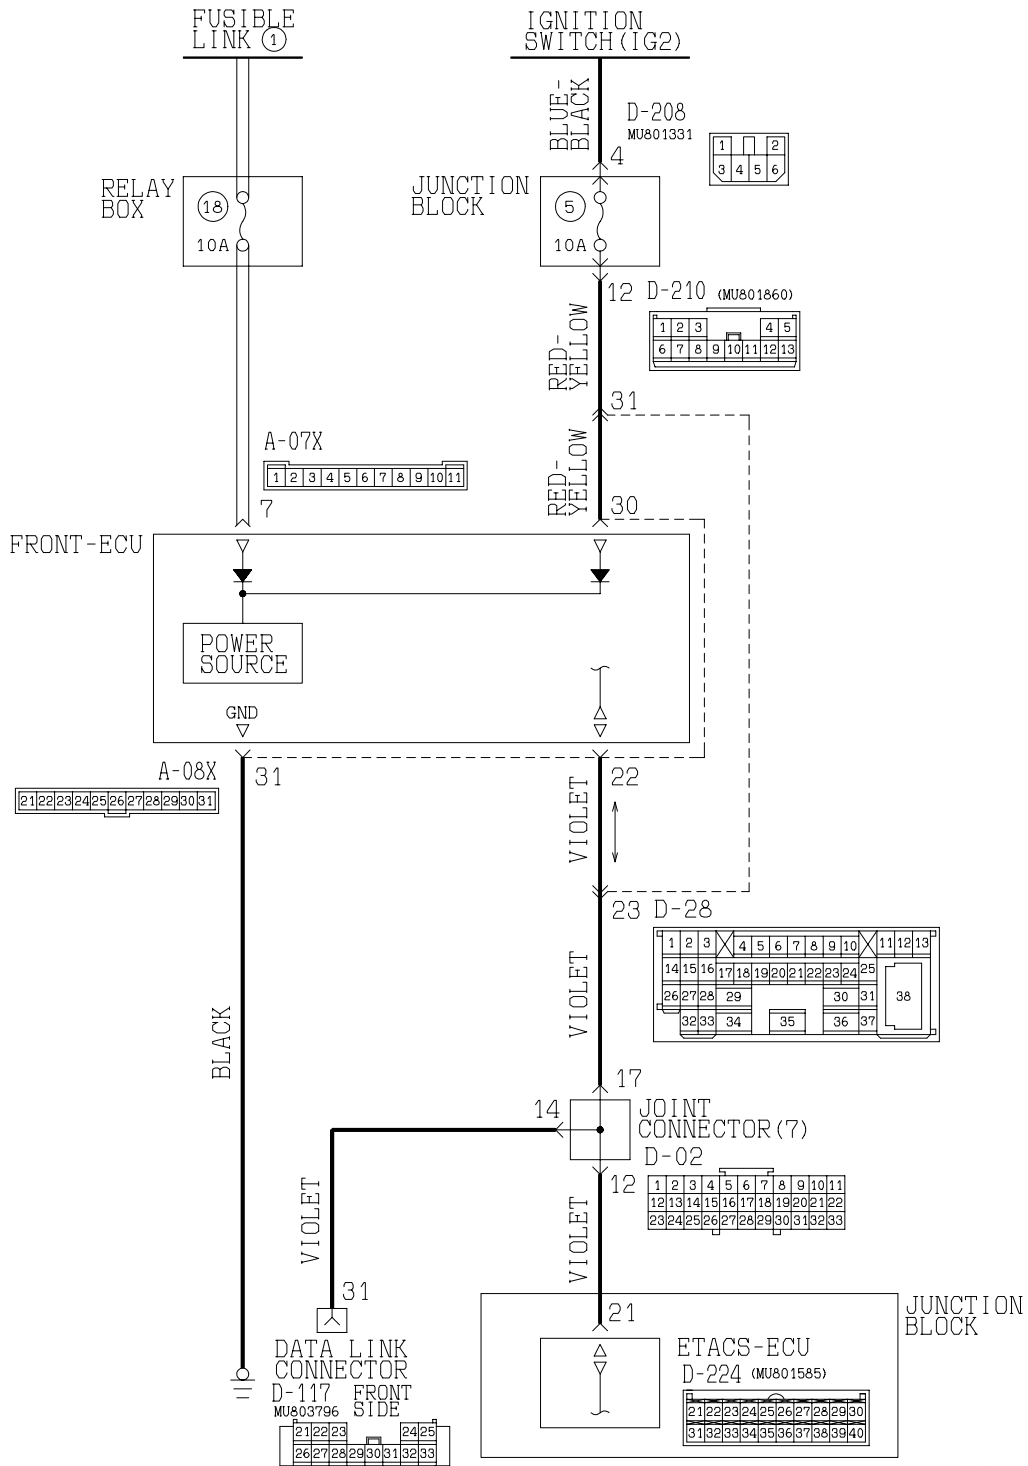 FUSIBLE
LINK ①
IGNITION
SWITCH(IG2)
BLUE-
BLACK
D-208
MU801331
4
1 2
3 4 5 6
RELAY
BOX
18
10A
JUNCTION
BLOCK
5
10A
12
D-210 (MU801860)
1 2 3 4 5
6 7 8 9 10 11 12 13
RED-
YELLOW
31
A-07X
1 2 3 4 5 6 7 8 9 10 11
7
RED-
YELLOW
30
FRONT-ECU
POWER
SOURCE
GND
A-08X
31
22
21 22 23 24 25 26 27 28 29 30 31
VIOLET
23 D-28
1 2 3 4 5 6 7 8 9 10 11 12 13
14 15 16 17 18 19 20 21 22 23 24 25
26 27 28 29 30 31 38
32 33 34 35 36 37
VIOLET
BLACK
17
14
JOINT
CONNECTOR(7)
D-02
12
1 2 3 4 5 6 7 8 9 10 11
12 13 14 15 16 17 18 19 20 21 22
23 24 25 26 27 28 29 30 31 32 33
VIOLET
VIOLET
31
DATA LINK
CONNECTOR
D-117 FRONT
MU803796 SIDE
21 22 23 24 25
26 27 28 29 30 31 32 33
21
JUNCTION
BLOCK
ETACS-ECU
D-224 (MU801585)
21 22 23 24 25 26 27 28 29 30
31 32 33 34 35 36 37 38 39 40